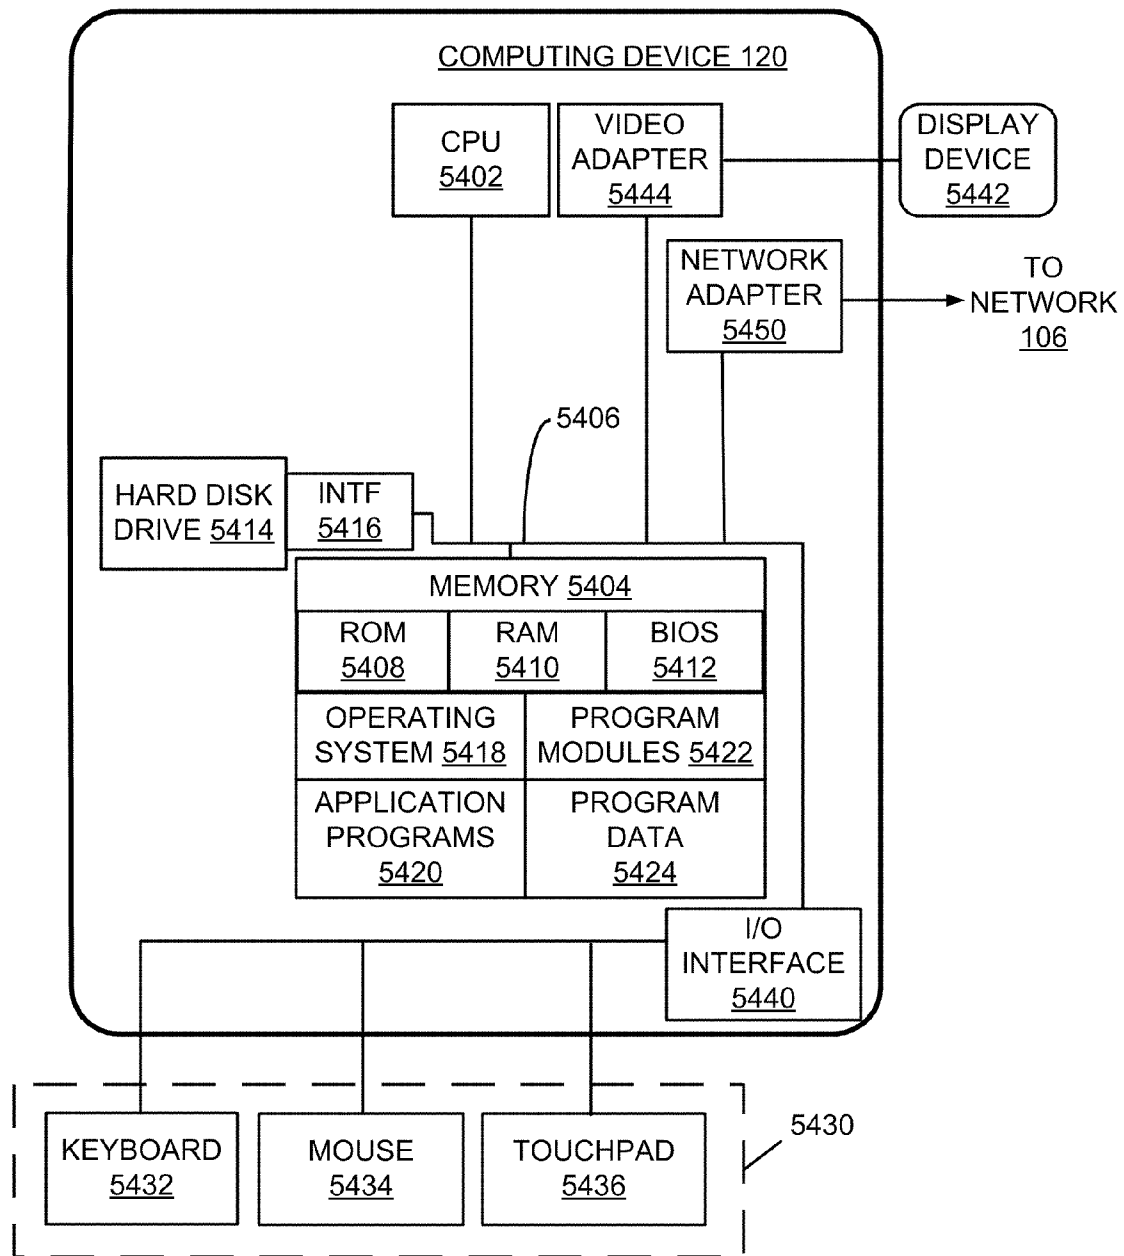 COMPUTING DEVICE 120
CPU
5402
VIDEO
ADAPTER
5444
DISPLAY
DEVICE
5442
NETWORK
ADAPTER
5450
TO
NETWORK
106
5406
HARD DISK
DRIVE 5414
INTF
5416
MEMORY 5404
ROM
5408
RAM
5410
BIOS
5412
OPERATING
SYSTEM 5418
PROGRAM
MODULES 5422
APPLICATION
PROGRAMS
5420
PROGRAM
DATA
5424
I/O
INTERFACE
5440
5430
KEYBOARD
5432
MOUSE
5434
TOUCHPAD
5436